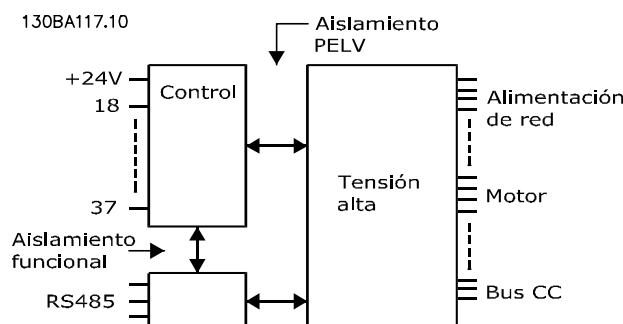 130BA117.10
Aislamiento
PELV
+24V
18
37
Control
Tensión
alta
Alimentación
de red
Motor
Bus CC
Aislamiento
funcional
RS485